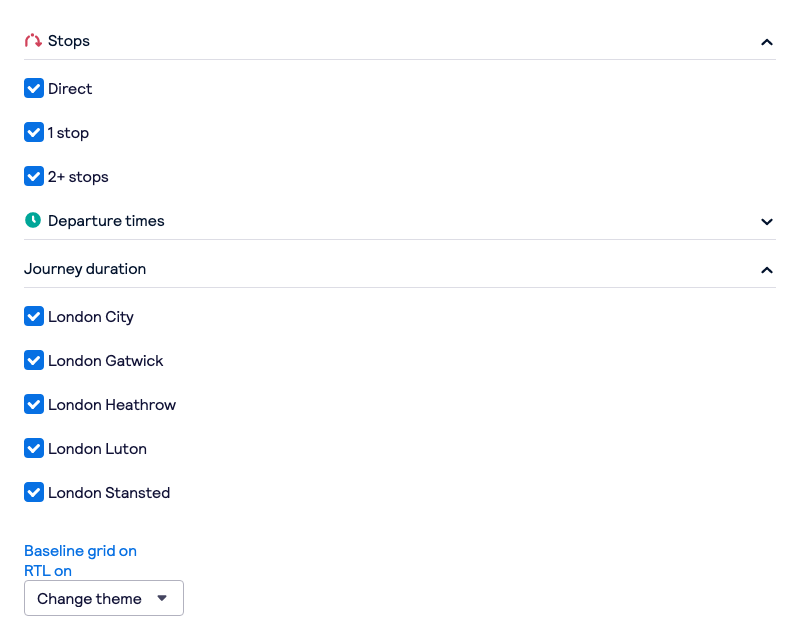 Stops
Direct
1 stop
2+ stops
Departure times
Journey duration
London City
London Gatwick
London Heathrow
London Luton
London Stansted
Baseline grid on
RTL on
Change theme